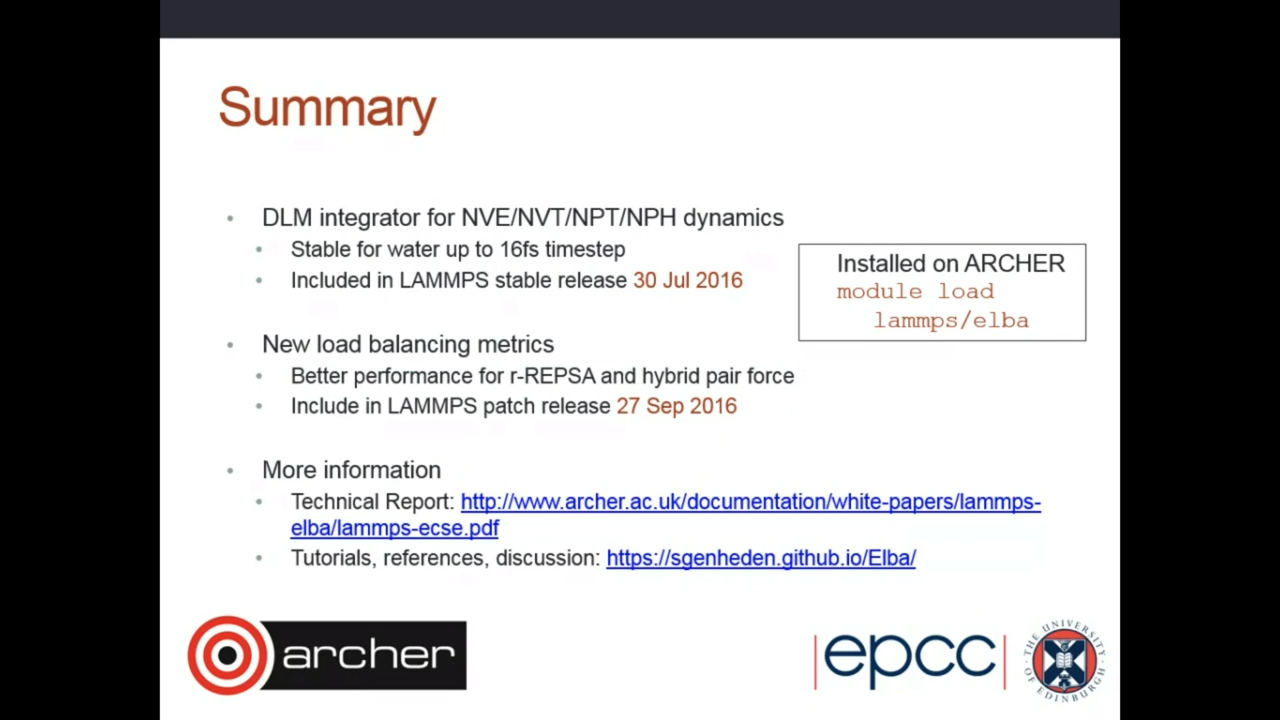 Summary
• DLM integrator for NVE/NVT/NPT/NPH dynamics
• Stable for water up to 16fs timestep
• Included in LAMMPS stable release 30 Jul 2016
Installed on ARCHER
module load
lammps/elba
• New load balancing metrics
• Better performance for r-REPSA and hybrid pair force
• Include in LAMMPS patch release 27 Sep 2016
• More information
• Technical Report: http://www.archer.ac.uk/documentation/white-papers/lammps-
elba/lammps-ecse.pdf
• Tutorials, references, discussion: https://sgenheden.github.io/Elba/
archer
epcc
THE UNIVERSITY OF EDINBURGH